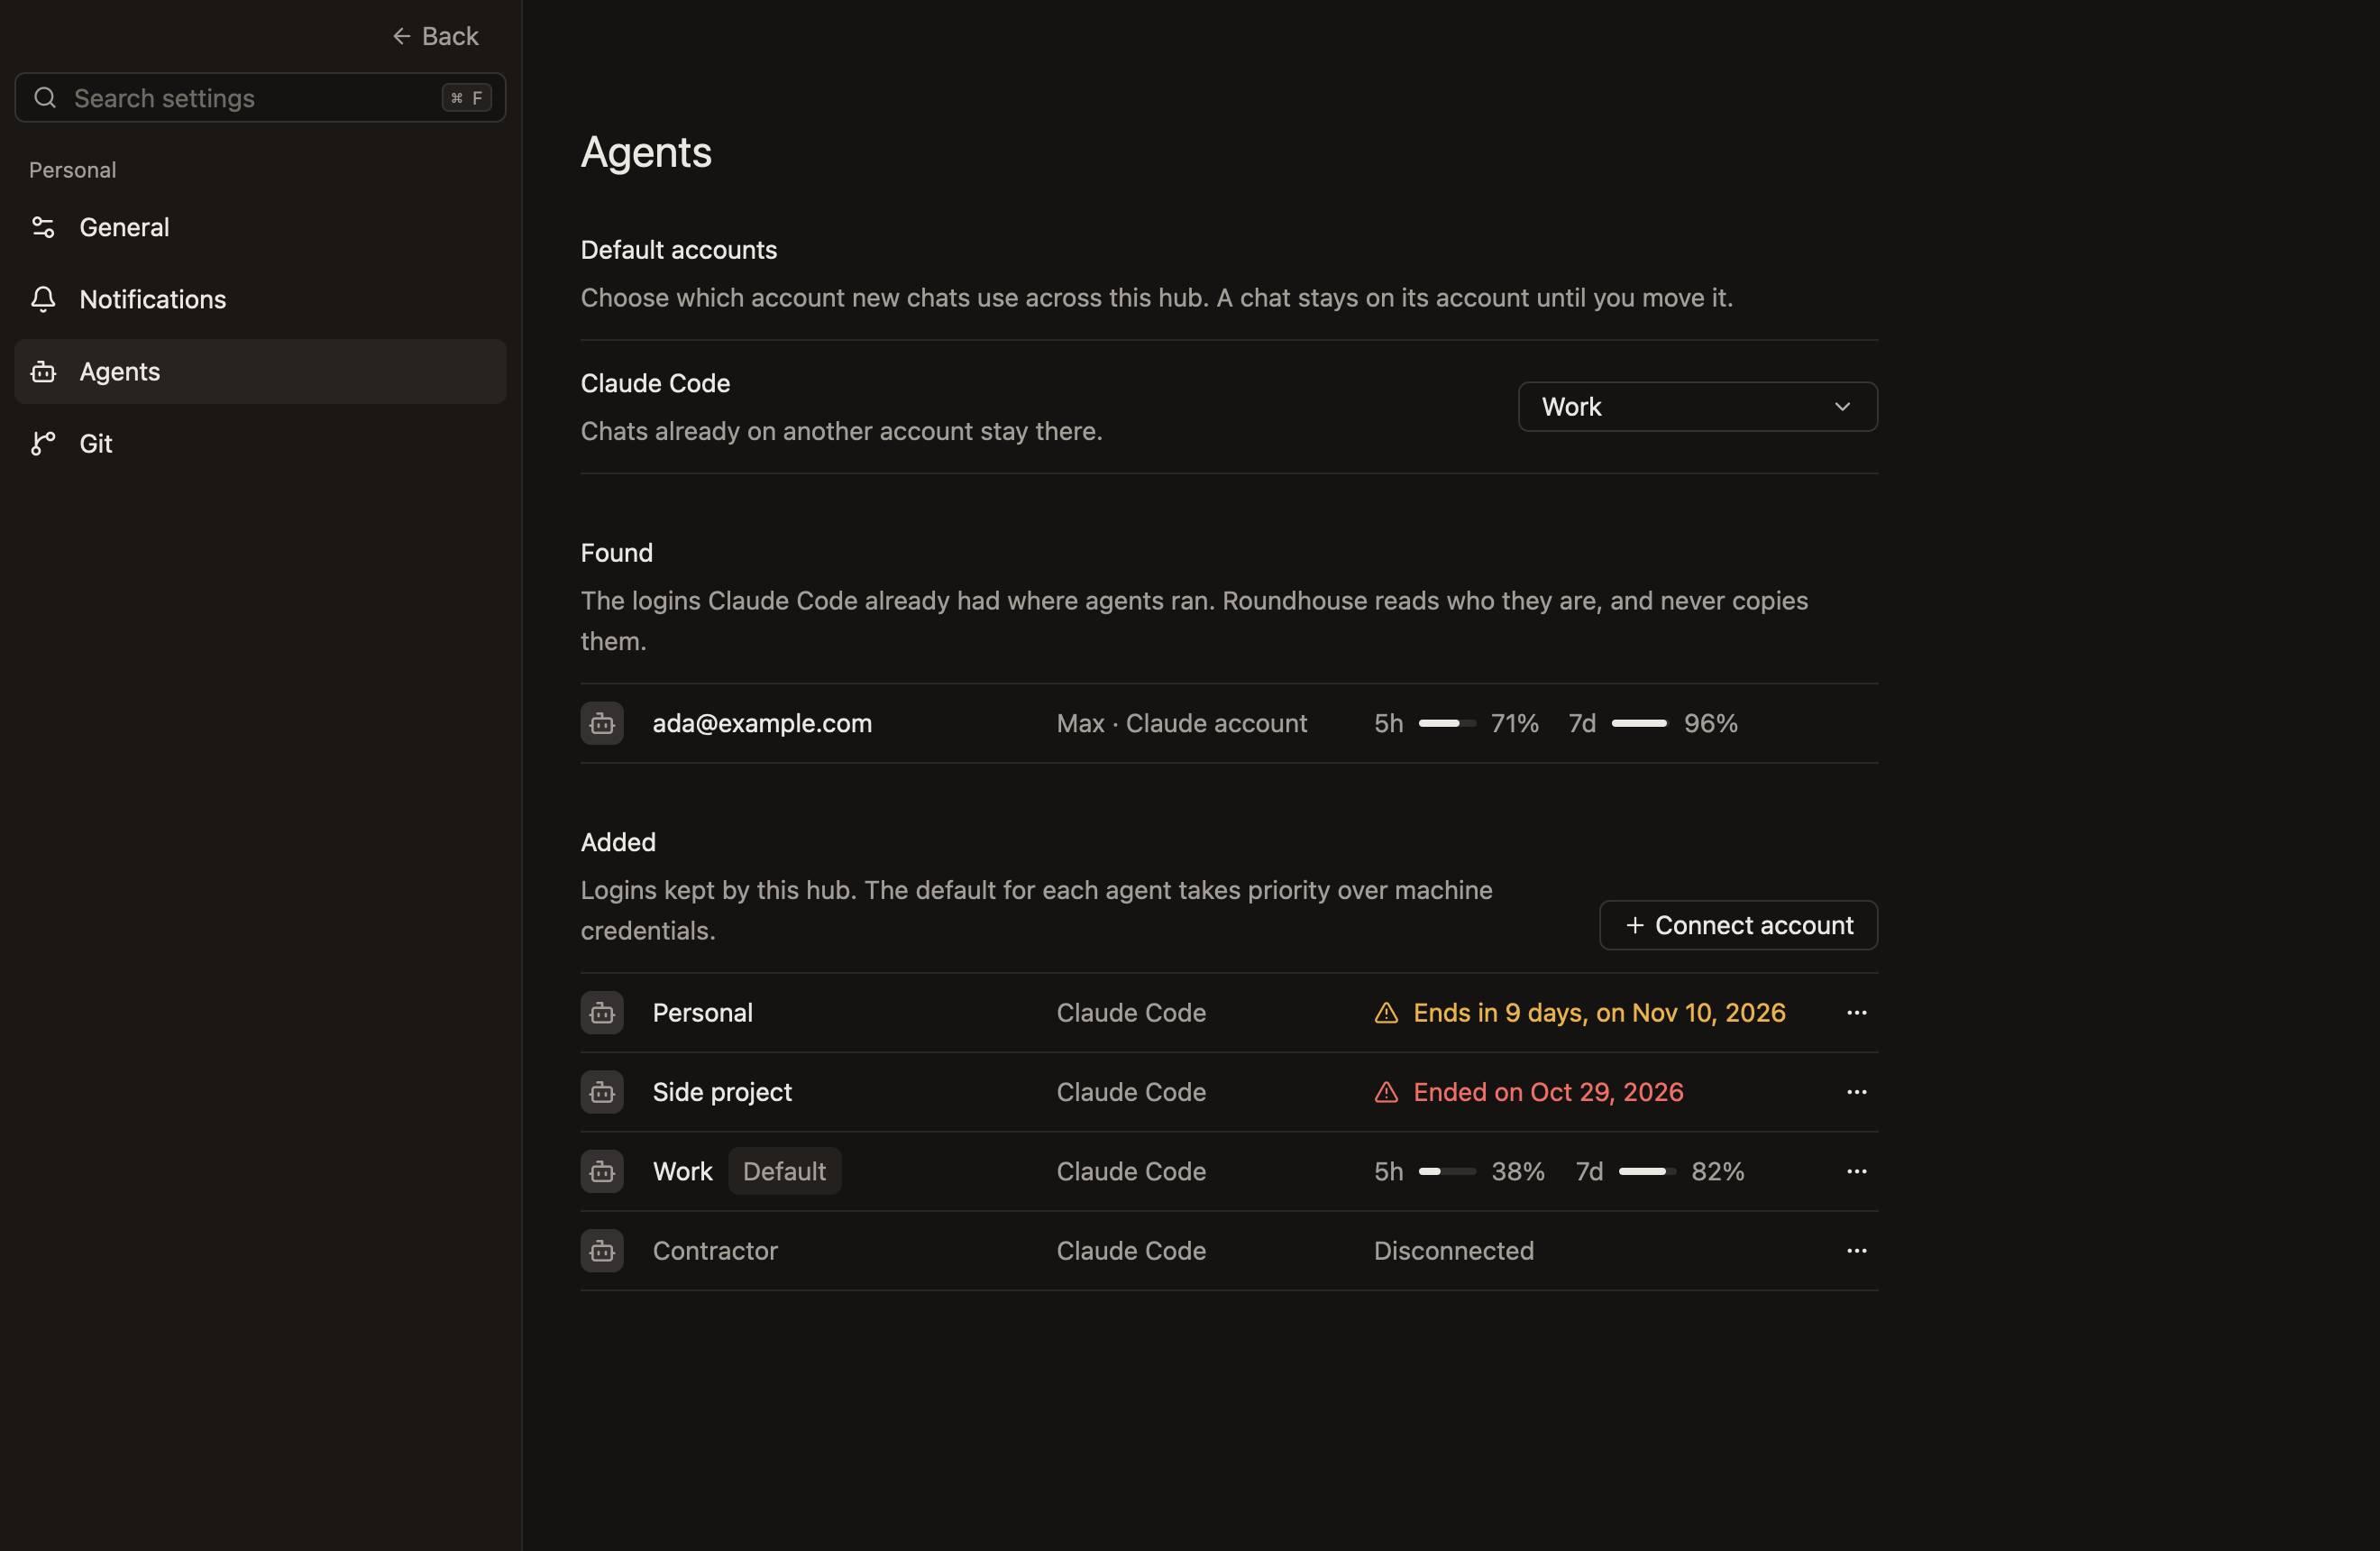 Back
Search settings
⌘ F
Personal
General
Notifications
Agents
Git
Agents
Default accounts
Choose which account new chats use across this hub. A chat stays on its account until you move it.
Claude Code
Chats already on another account stay there.
Work
Found
The logins Claude Code already had where agents ran. Roundhouse reads who they are, and never copies
them.
ada@example.com Max · Claude account 5h 71% 7d 96%
Added
Logins kept by this hub. The default for each agent takes priority over machine
credentials.
+ Connect account
Personal Claude Code Ends in 9 days, on Nov 10, 2026
Side project Claude Code Ended on Oct 29, 2026
Work Default Claude Code 5h 38% 7d 82%
Contractor Claude Code Disconnected